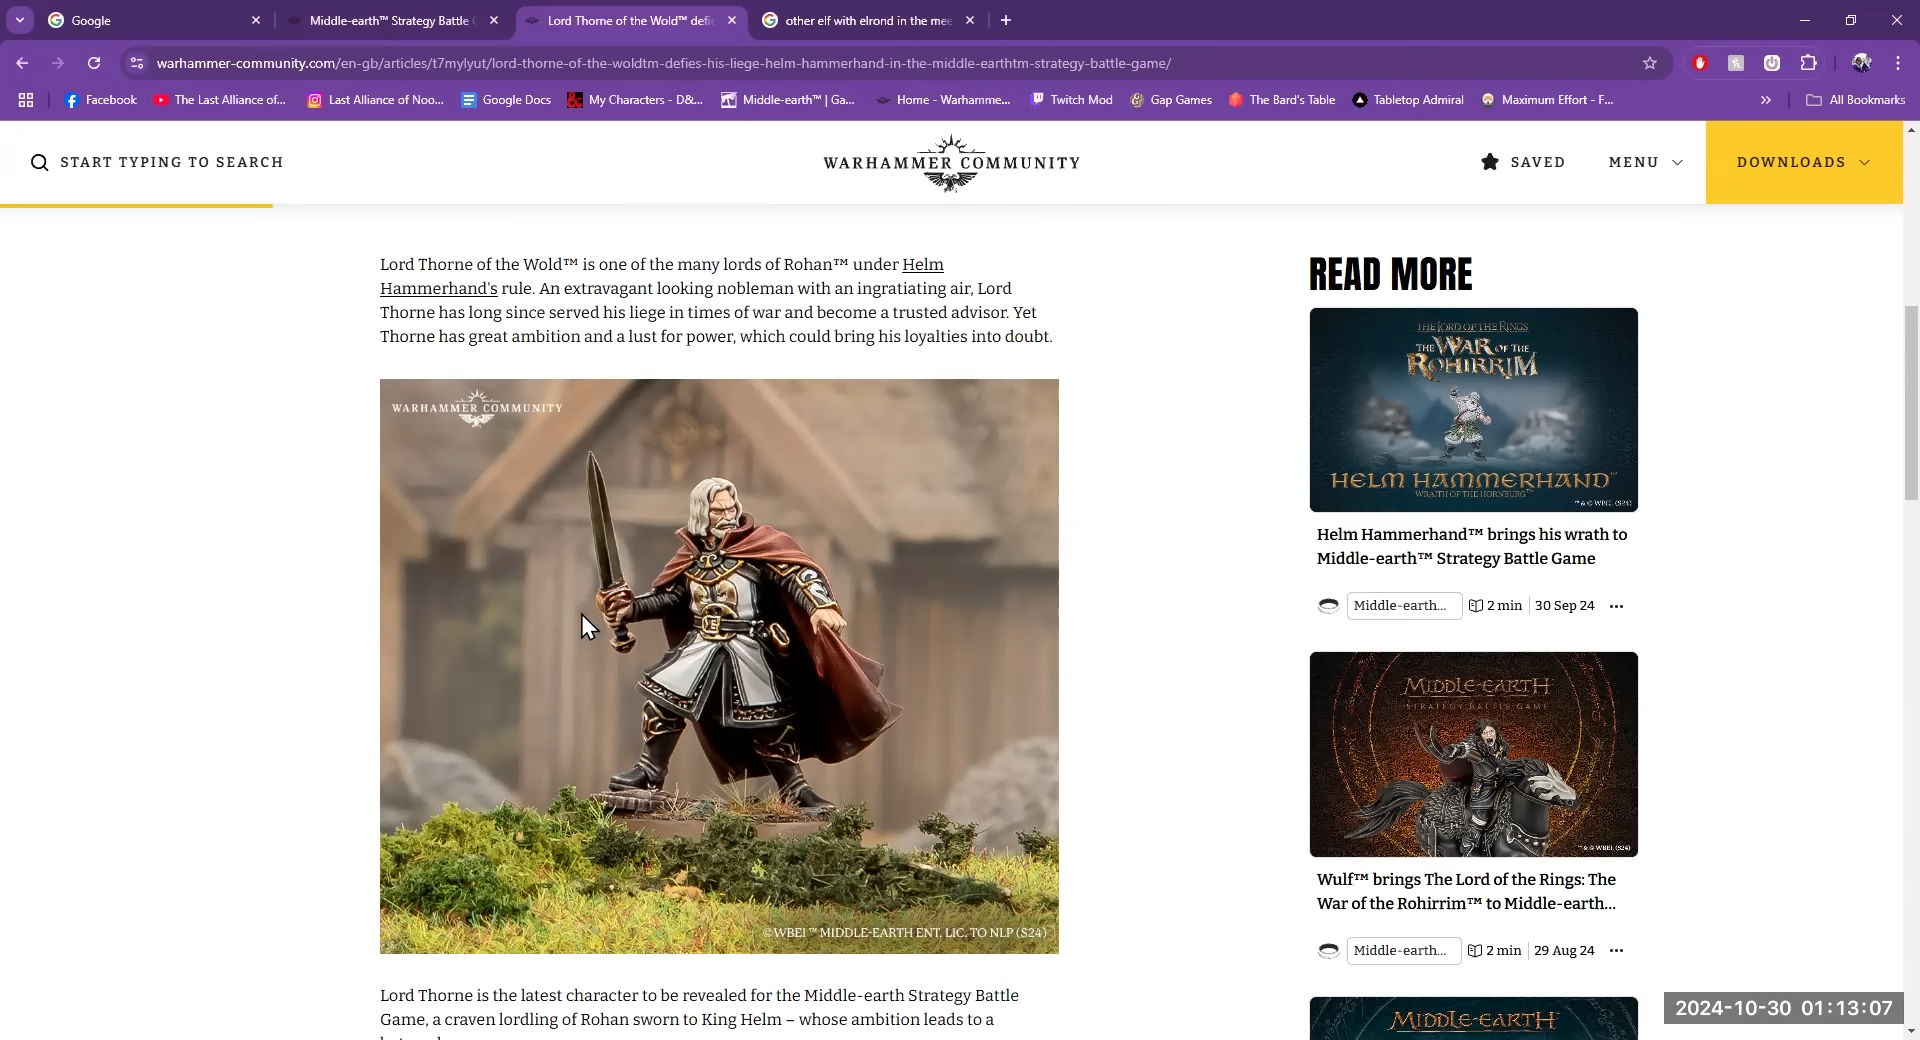 Google
Middle-earth™ Strategy Battle G
Lord Thorne of the Wold™ defi
other elf with elrond in the mee
warhammer-community.com/en-gb/articles/t7mylyut/lord-thorne-of-the-woldtm-defies-his-liege-helm-hammerhand-in-the-middle-earthtm-strategy-battle-game/
Facebook
The Last Alliance of...
Last Alliance of Noo...
Google Docs
My Characters - D&...
Middle-earth™ | Ga...
Home - Warhamme...
Twitch Mod
Gap Games
The Bard's Table
Tabletop Admiral
Maximum Effort - F...
All Bookmarks
START TYPING TO SEARCH
WARHAMMER COMMUNITY
SAVED
MENU
DOWNLOADS
Lord Thorne of the Wold™ is one of the many lords of Rohan™ under Helm
Hammerhand's rule. An extravagant looking nobleman with an ingratiating air, Lord
Thorne has long since served his liege in times of war and become a trusted advisor. Yet
Thorne has great ambition and a lust for power, which could bring his loyalties into doubt.
WARHAMMER COMMUNITY
©WBEI ™ MIDDLE-EARTH ENT. LIC. TO NLP (S24)
Lord Thorne is the latest character to be revealed for the Middle-earth Strategy Battle
Game, a craven lordling of Rohan sworn to King Helm – whose ambition leads to a
READ MORE
THE LORD OF THE RINGS
THE WAR OF THE
ROHIRRIM
HELM HAMMERHAND™
WRATH OF THE HORNBURG™
™ & © WBEI. (S24)
Helm Hammerhand™ brings his wrath to
Middle-earth™ Strategy Battle Game
Middle-earth...
2 min
30 Sep 24
MIDDLE-EARTH
STRATEGY BATTLE GAME
™ & © WBEI. (S24)
Wulf™ brings The Lord of the Rings: The
War of the Rohirrim™ to Middle-earth...
Middle-earth...
2 min
29 Aug 24
MIDDLE-EARTH
2024-10-30 01:13:07